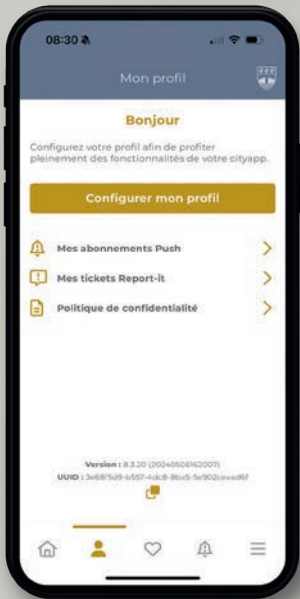 08:30
Mon profil
Bonjour
Configurez votre profil afin de profiter
pleinement des fonctionnalités de votre cityapp.
Configurer mon profil
Mes abonnements Push
Mes tickets Report-it
Politique de confidentialité
Version : 8.3.20 (20240506162007)
UUID :